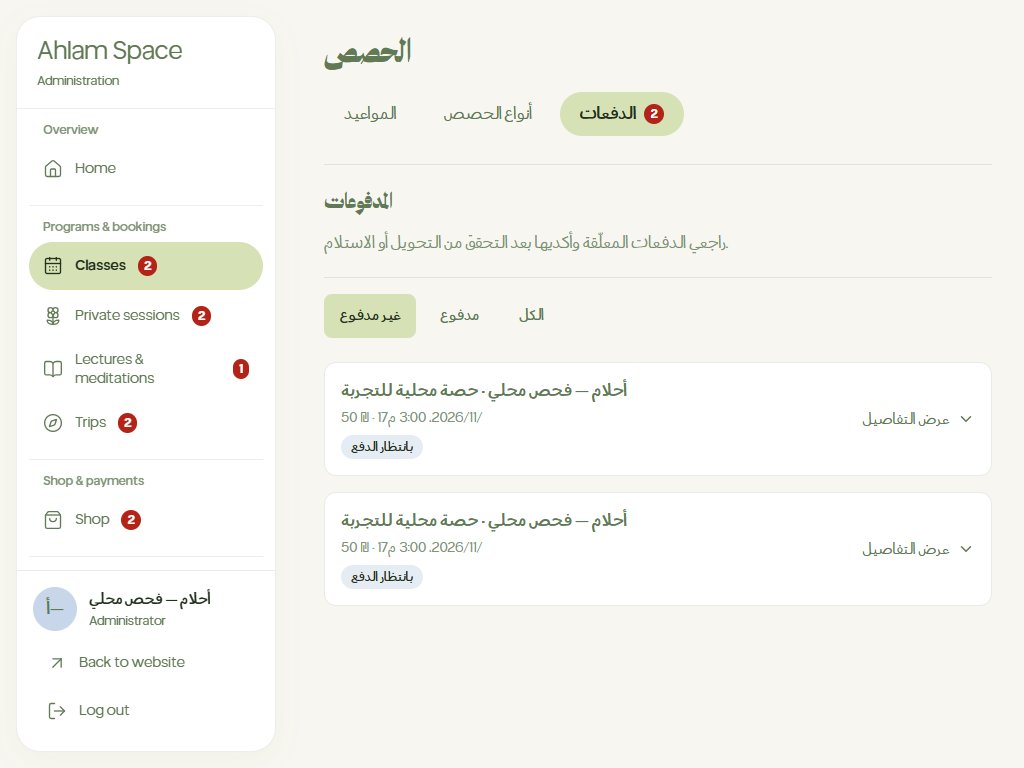 Ahlam Space
Administration
Overview
Home
Programs & bookings
Classes 2
Private sessions 2
Lectures & meditations 1
Trips 2
Shop & payments
Shop 2
أ—
أحلام — فحص محلي
Administrator
Back to website
Log out
الحصص
المواعيد
أنواع الحصص
الدفعات 2
المدفوعات
راجعي الدفعات المعلّقة وأكديها بعد التحقق من التحويل أو الاستلام.
غير مدفوع
مدفوع
الكل
أحلام — فحص محلي · حصة محلية للتجربة
50 ₪ · 17/11/2026، 3:00 م
بانتظار الدفع
عرض التفاصيل
أحلام — فحص محلي · حصة محلية للتجربة
50 ₪ · 17/11/2026، 3:00 م
بانتظار الدفع
عرض التفاصيل